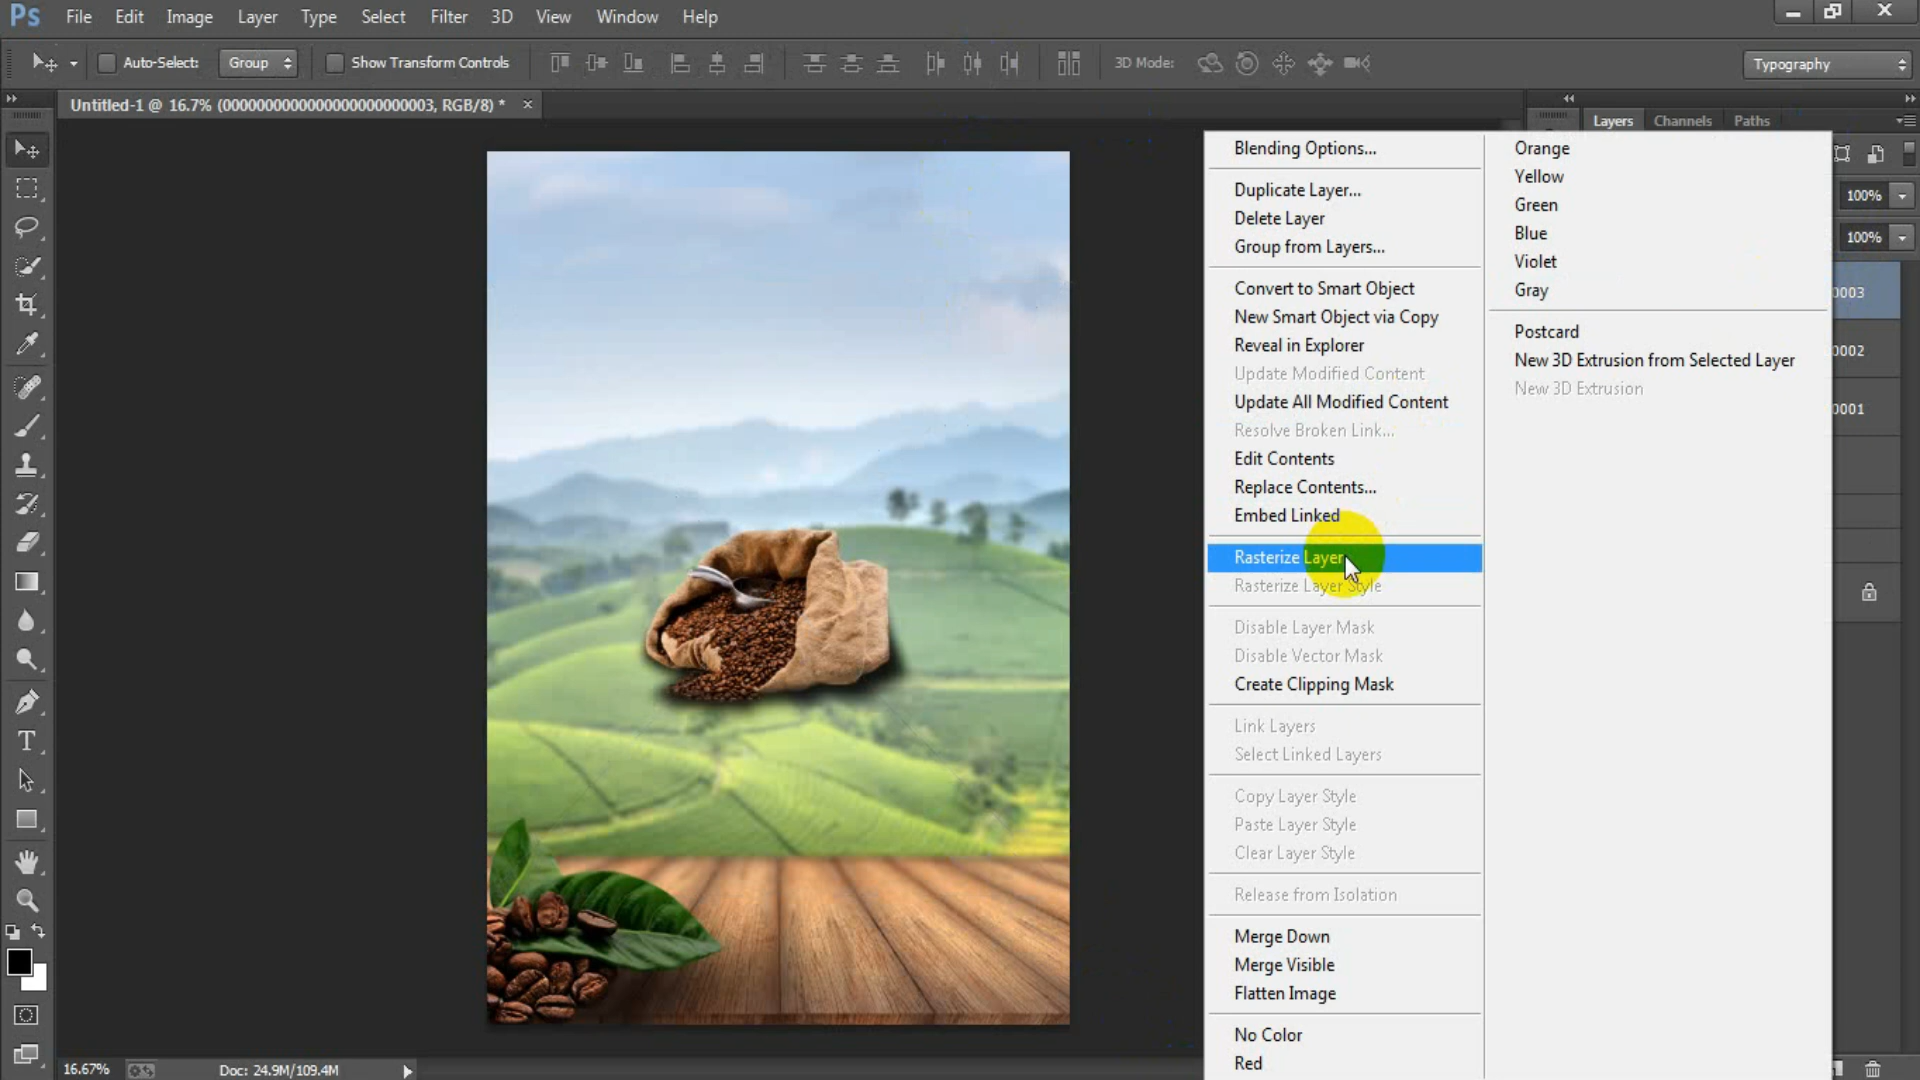 Ps File Edit Image Layer Type Select Filter 3D View Window Help
Auto-Select: Group Show Transform Controls 3D Mode: Typography
Untitled-1 @ 16.7% (0000000000000000000000003, RGB/8) * ×
Layers Channels Paths
Blending Options...
Duplicate Layer...
Delete Layer
Group from Layers...
Convert to Smart Object
New Smart Object via Copy
Reveal in Explorer
Update Modified Content
Update All Modified Content
Resolve Broken Link...
Edit Contents
Replace Contents...
Embed Linked
Rasterize Layer
Rasterize Layer Style
Disable Layer Mask
Disable Vector Mask
Create Clipping Mask
Link Layers
Select Linked Layers
Copy Layer Style
Paste Layer Style
Clear Layer Style
Release from Isolation
Merge Down
Merge Visible
Flatten Image
No Color
Red
Orange
Yellow
Green
Blue
Violet
Gray
Postcard
New 3D Extrusion from Selected Layer
New 3D Extrusion
100%
100%
0003
0002
0001
16.67% Doc: 24.9M/109.4M